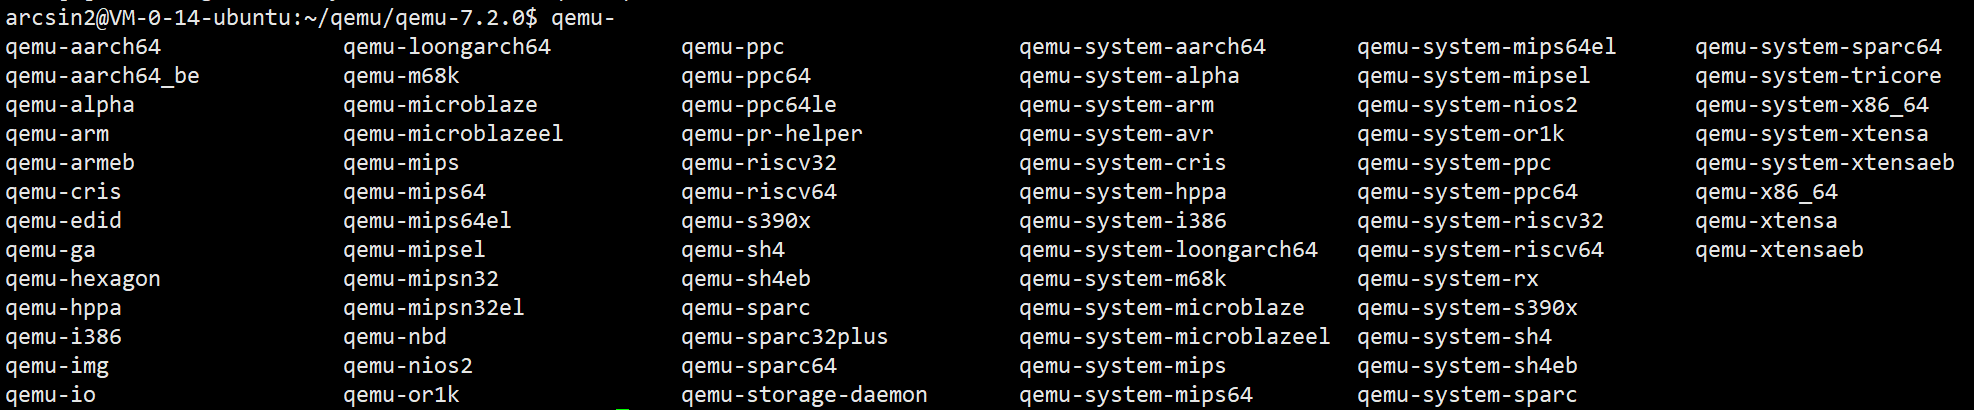 arcsin2@VM-0-14-ubuntu:~/qemu/qemu-7.2.0$ qemu-
qemu-aarch64 qemu-loongarch64 qemu-ppc qemu-system-aarch64 qemu-system-mips64el qemu-system-sparc64
qemu-aarch64_be qemu-m68k qemu-ppc64 qemu-system-alpha qemu-system-mipsel qemu-system-tricore
qemu-alpha qemu-microblaze qemu-ppc64le qemu-system-arm qemu-system-nios2 qemu-system-x86_64
qemu-arm qemu-microblazeel qemu-pr-helper qemu-system-avr qemu-system-or1k qemu-system-xtensa
qemu-armeb qemu-mips qemu-riscv32 qemu-system-cris qemu-system-ppc qemu-system-xtensaeb
qemu-cris qemu-mips64 qemu-riscv64 qemu-system-hppa qemu-system-ppc64 qemu-x86_64
qemu-edid qemu-mips64el qemu-s390x qemu-system-i386 qemu-system-riscv32 qemu-xtensa
qemu-ga qemu-mipsel qemu-sh4 qemu-system-loongarch64 qemu-system-riscv64 qemu-xtensaeb
qemu-hexagon qemu-mipsn32 qemu-sh4eb qemu-system-m68k qemu-system-rx
qemu-hppa qemu-mipsn32el qemu-sparc qemu-system-microblaze qemu-system-s390x
qemu-i386 qemu-nbd qemu-sparc32plus qemu-system-microblazeel qemu-system-sh4
qemu-img qemu-nios2 qemu-sparc64 qemu-system-mips qemu-system-sh4eb
qemu-io qemu-or1k qemu-storage-daemon qemu-system-mips64 qemu-system-sparc